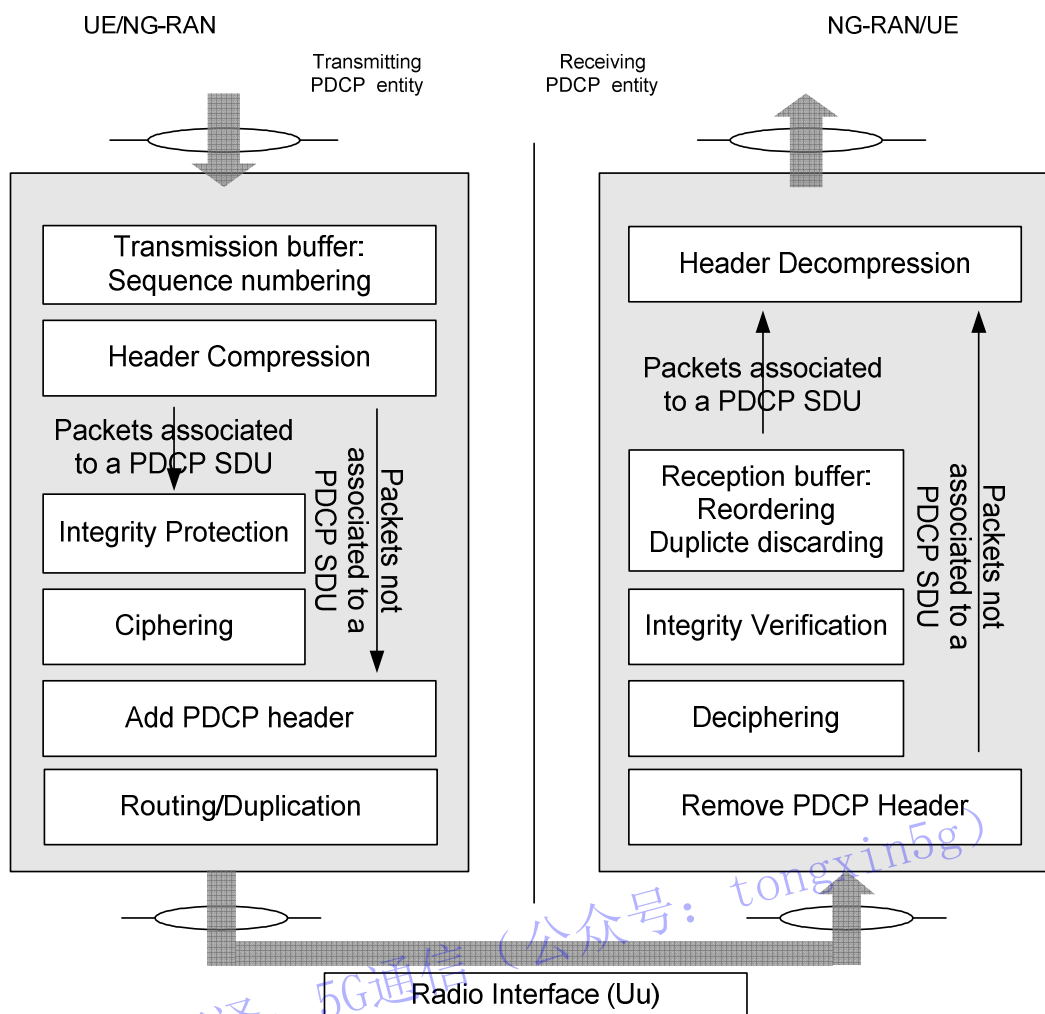 UE/NG-RAN
NG-RAN/UE
Transmitting
PDCP entity
Receiving
PDCP entity
Transmission buffer:
Sequence numbering
Header Compression
Packets associated
to a PDCP SDU
Packets not
associated to a
PDCP SDU
Integrity Protection
Ciphering
Add PDCP header
Routing/Duplication
Header Decompression
Packets associated
to a PDCP SDU
Packets not
associated to a
PDCP SDU
Reception buffer:
Reordering
Duplicte discarding
Integrity Verification
Deciphering
Remove PDCP Header
Radio Interface (Uu)
5G通信(公众号: tongxin5g)